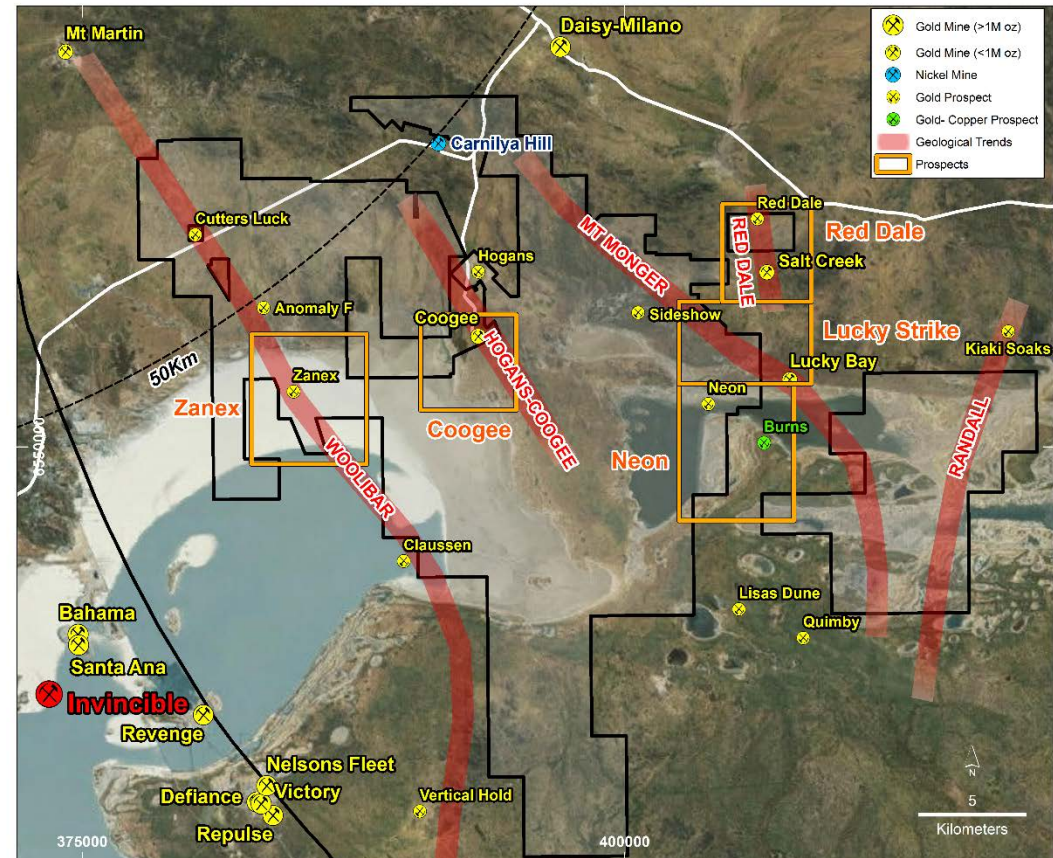 Mt Martin
Daisy-Milano
Gold Mine (>1M oz)
Gold Mine (<1M oz)
Nickel Mine
Gold Prospect
Gold- Copper Prospect
Geological Trends
Prospects
Carnilya Hill
Cutters Luck
Red Dale
Red Dale
RED DALE
Salt Creek
MT MONGER
Hogans
Anomaly F
Coogee
HOGANS-COOGEE
Sideshow
Lucky Strike
Kiaki Soaks
50Km
Zanex
Zanex
Coogee
Lucky Bay
Neon
Burns
Neon
RANDALL
6550000
WOOLIBAR
Claussen
Lisas Dune
Quimby
Bahama
Santa Ana
Invincible
Revenge
Nelsons Fleet
Defiance
Victory
Repulse
Vertical Hold
N
5
Kilometers
375000
400000